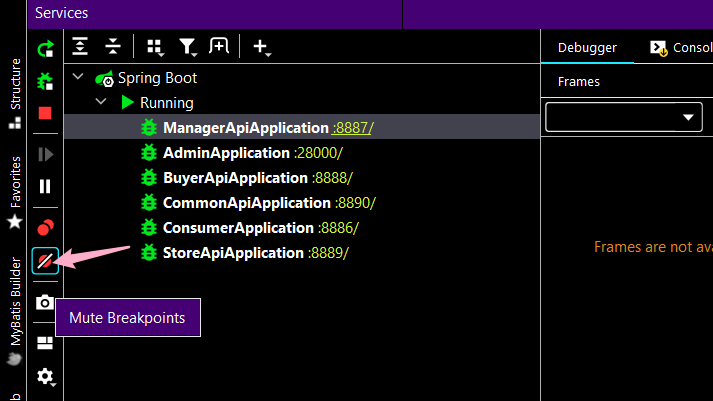 Services
Structure
Favorites
MyBatis Builder
Debugger
Consol
Frames
Spring Boot
Running
ManagerApiApplication :8887/
AdminApplication :28000/
BuyerApiApplication :8888/
CommonApiApplication :8890/
ConsumerApplication :8886/
StoreApiApplication :8889/
Frames are not ava
Mute Breakpoints